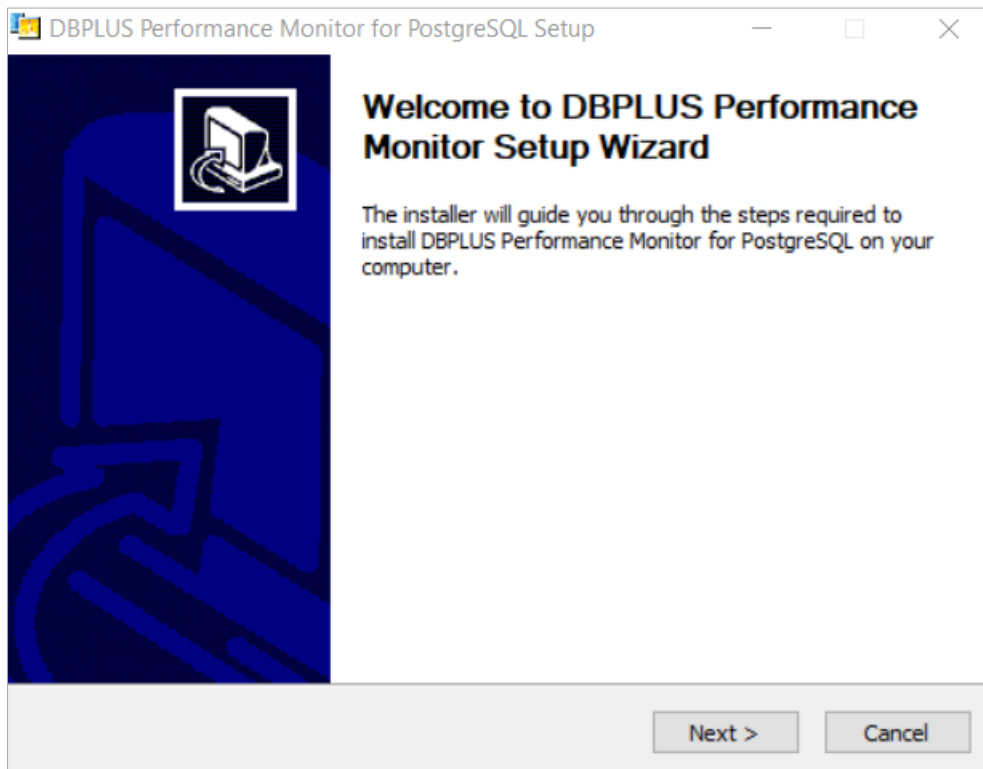 DBPLUS Performance Monitor for PostgreSQL Setup
Welcome to DBPLUS Performance
Monitor Setup Wizard
The installer will guide you through the steps required to
install DBPLUS Performance Monitor for PostgreSQL on your
computer.
Next >
Cancel